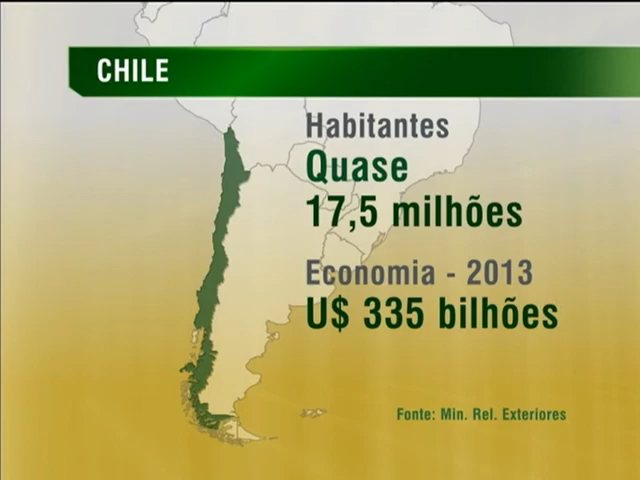 CHILE
Habitantes
Quase
17,5 milhões
Economia - 2013
U$ 335 bilhões
Fonte: Min. Rel. Exteriores